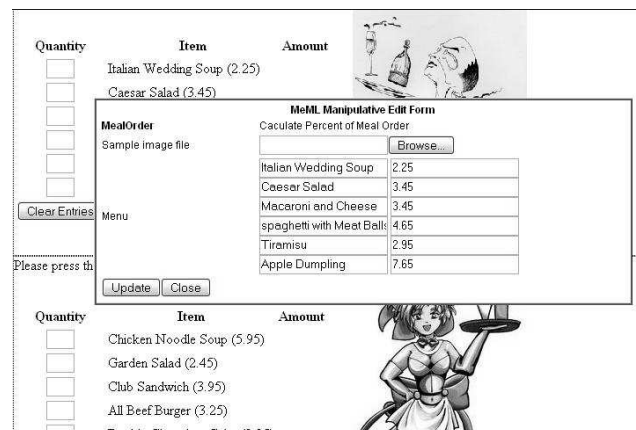 Quantity Item Amount
Italian Wedding Soup (2.25)
Caesar Salad (3.45)
MeML Manipulative Edit Form
MealOrder Caculate Percent of Meal Order
Sample image file Browse...
Menu
Italian Wedding Soup 2.25
Caesar Salad 3.45
Macaroni and Cheese 3.45
spaghetti with Meat Balls 4.65
Tiramisu 2.95
Apple Dumpling 7.65
Update Close
Clear Entries
Please press th
Quantity Item Amount
Chicken Noodle Soup (5.95)
Garden Salad (2.45)
Club Sandwich (3.95)
All Beef Burger (3.25)